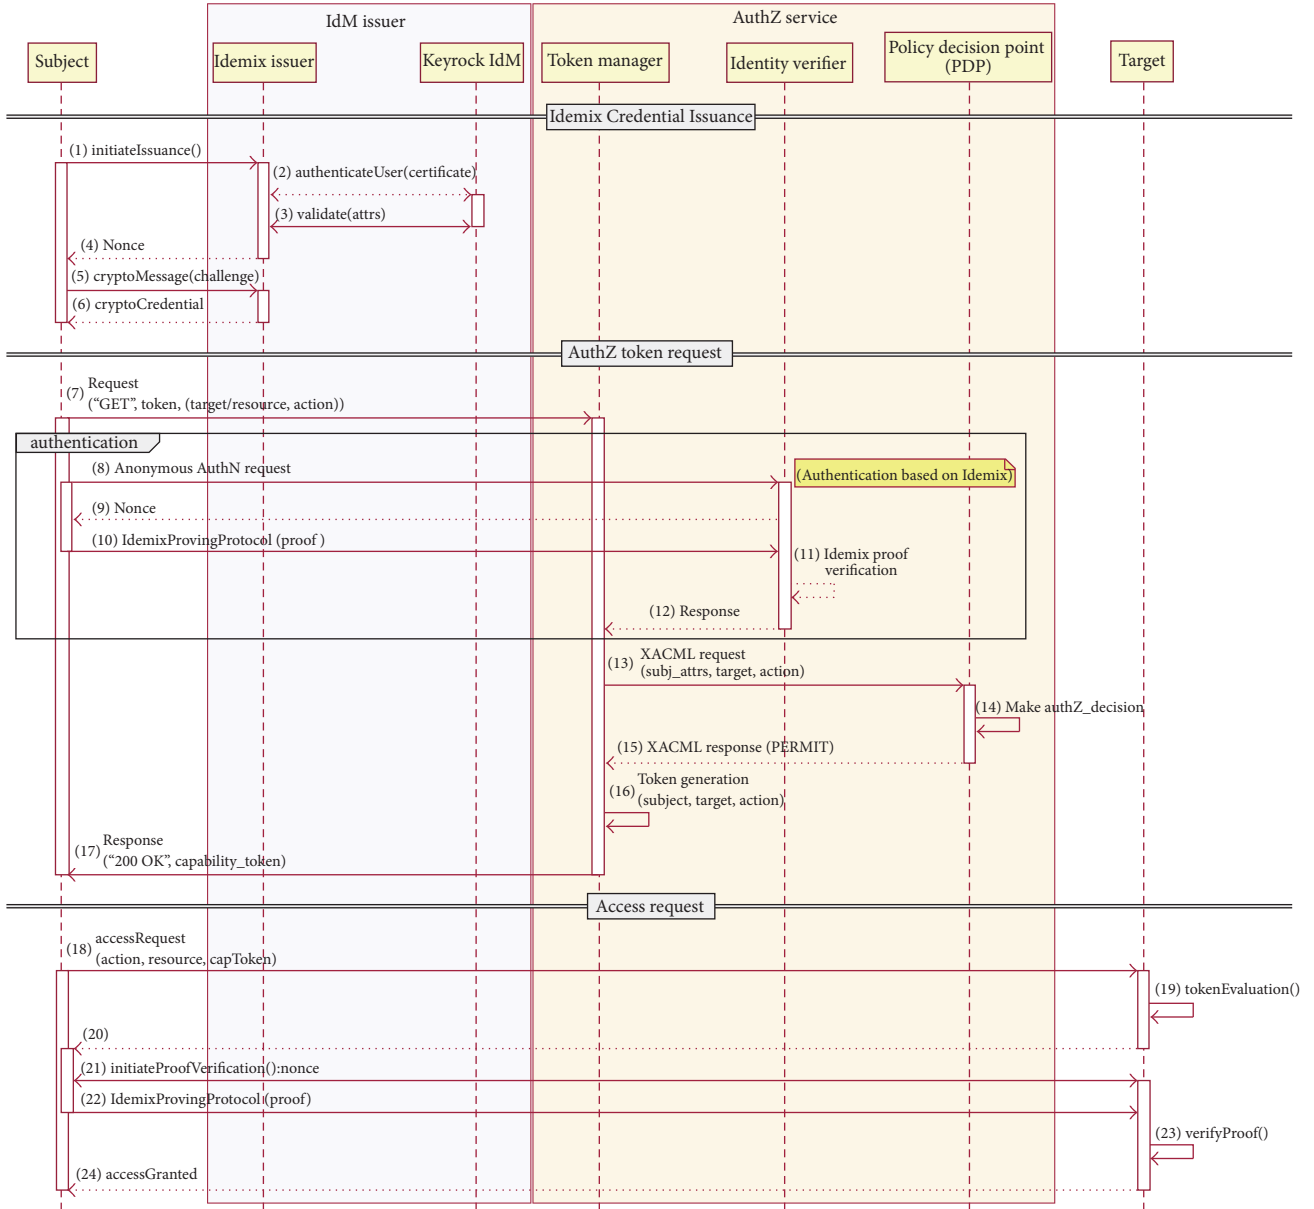 IdM issuer
AuthZ service
Subject
Idemix issuer
Keyrock IdM
Token manager
Identity verifier
Policy decision point
(PDP)
Target
Idemix Credential Issuance
(1) initiateIssuance()
(2) authenticateUser(certificate)
(3) validate(attrs)
(4) Nonce
(5) cryptoMessage(challenge)
(6) cryptoCredential
AuthZ token request
(7) Request
(“GET”, token, (target/resource, action))
authentication
(8) Anonymous AuthN request
(Authentication based on Idemix)
(9) Nonce
(10) IdemixProvingProtocol (proof )
(11) Idemix proof
verification
(12) Response
(13) XACML request
(subj_attrs, target, action)
(14) Make authZ_decision
(15) XACML response (PERMIT)
(16) Token generation
(subject, target, action)
(17) Response
(“200 OK”, capability_token)
Access request
(18) accessRequest
(action, resource, capToken)
(19) tokenEvaluation()
(20)
(21) initiateProofVerification():nonce
(22) IdemixProvingProtocol (proof)
(23) verifyProof()
(24) accessGranted